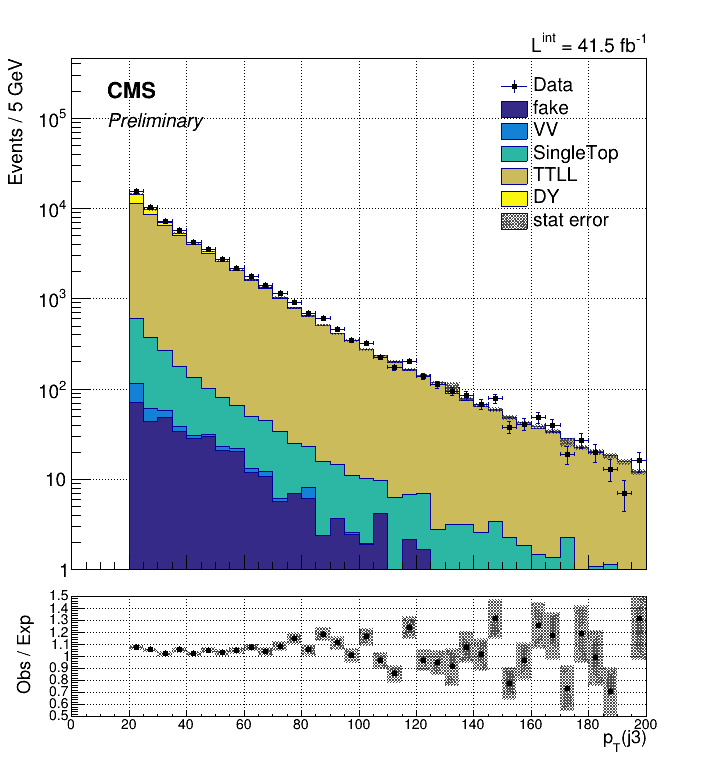 L^int = 41.5 fb^-1
Events / 5 GeV
CMS
Preliminary
Data
fake
VV
SingleTop
TTLL
DY
stat error
10^5
10^4
10^3
10^2
10
1
Obs / Exp
1.5
1.4
1.3
1.2
1.1
1
0.9
0.8
0.7
0.6
0.5
0 20 40 60 80 100 120 140 160 180 200
p_T(j3)